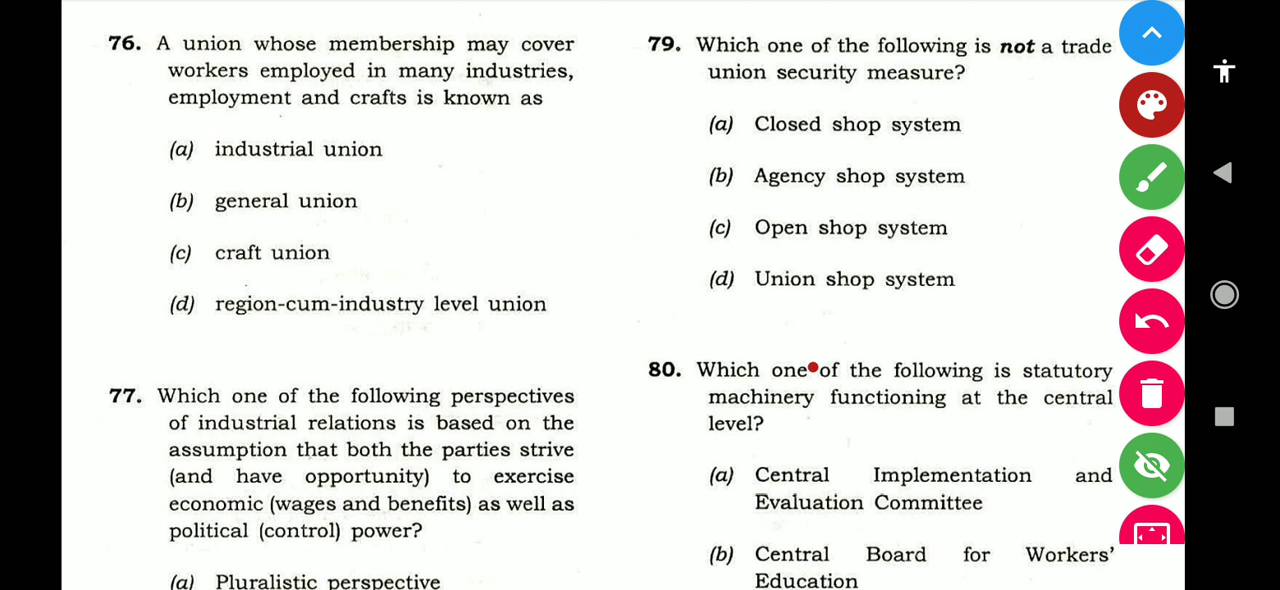 76. A union whose membership may cover
workers employed in many industries,
employment and crafts is known as
(a) industrial union
(b) general union
(c) craft union
(d) region-cum-industry level union
77. Which one of the following perspectives
of industrial relations is based on the
assumption that both the parties strive
(and have opportunity) to exercise
economic (wages and benefits) as well as
political (control) power?
(a) Pluralistic perspective
79. Which one of the following is not a trade
union security measure?
(a) Closed shop system
(b) Agency shop system
(c) Open shop system
(d) Union shop system
80. Which one of the following is statutory
machinery functioning at the central
level?
(a) Central Implementation and
Evaluation Committee
(b) Central Board for Workers'
Education